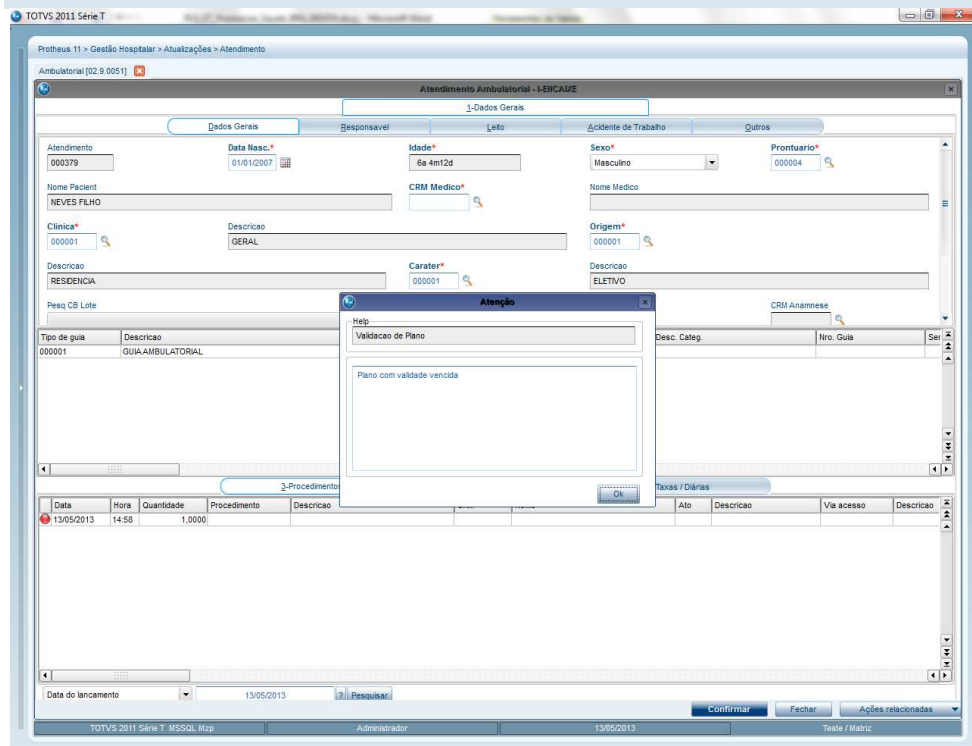 TOTVS 2011 Série T
Protheus 11 > Gestão Hospitalar > Atualizações > Atendimento
Ambulatorial [02.9.0051]
Atendimento Ambulatorial - I-ENCAIXE
1-Dados Gerais
Dados Gerais Responsavel Leito Acidente de Trabalho Outros
Atendimento Data Nasc.* Idade* Sexo* Prontuario*
000379 01/01/2007 6a 4m12d Masculino 000004
Nome Pacient CRM Medico* Nome Medico
NEVES FILHO
Clinica* Descricao Origem*
000001 GERAL 000001
Descricao Carater* Descricao
RESIDENCIA 000001 ELETIVO
Pesq CB Lote CRM Anamnese
Atenção
Help
Validacao de Plano
Plano com validade vencida
Ok
Tipo de guia Descricao Desc. Categ. Nro. Guia Ser
000001 GUIA AMBULATORIAL
3-Procedimentos Taxas / Diárias
Data Hora Quantidade Procedimento Descricao Ato Descricao Via acesso Descricao
13/05/2013 14:58 1,0000
Data do lancamento 13/05/2013 ? Pesquisar
Confirmar Fechar Ações relacionadas
TOTVS 2011 Série T MSSQL Mzp Administrador 13/05/2013 Teste / Matriz